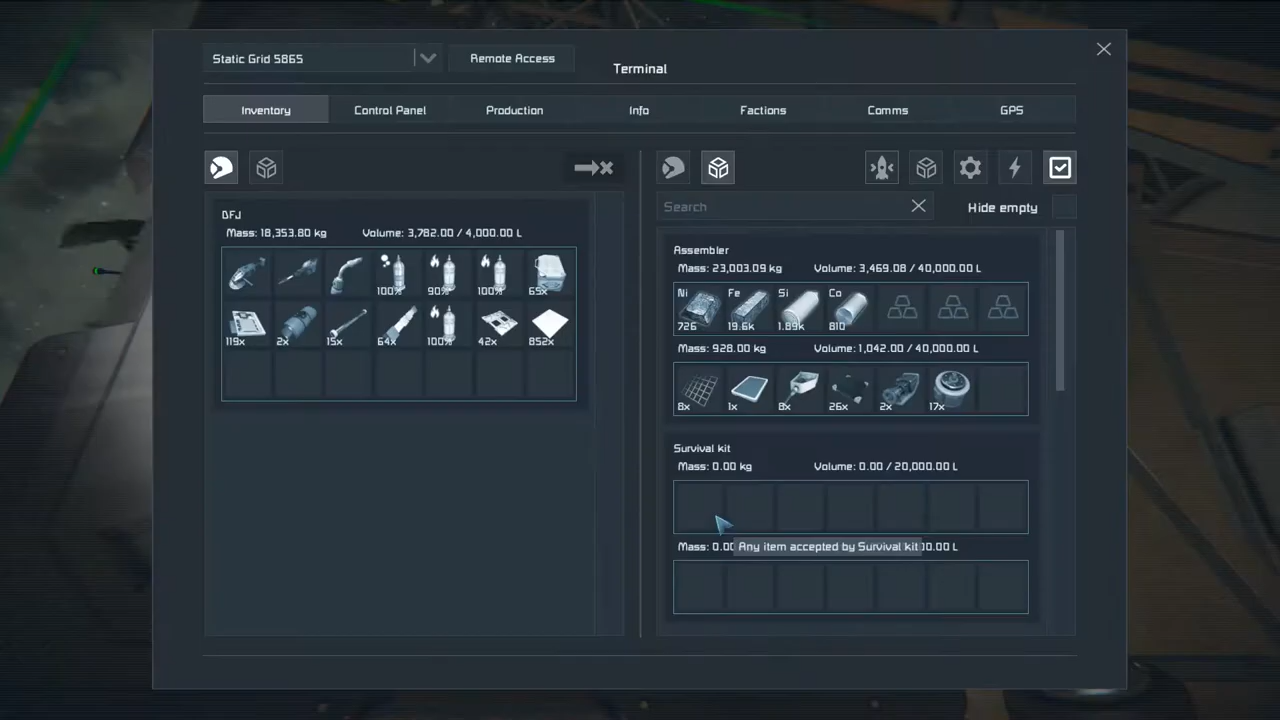 Static Grid 5865
Remote Access
Terminal
Inventory
Control Panel
Production
Info
Factions
Comms
GPS
BFJ
Mass: 18,353.80 kg Volume: 3,782.00 / 4,000.00 L
100% 90% 100% 65x
119x 2x 15x 64x 100% 42x 852x
Search
Hide empty
Assembler
Mass: 23,003.09 kg Volume: 3,469.08 / 40,000.00 L
Ni Fe Si Co
726 19.6k 1.89k 810
Mass: 928.00 kg Volume: 1,042.00 / 40,000.00 L
8x 1x 8x 26x 2x 17x
Survival kit
Mass: 0.00 kg Volume: 0.00 / 20,000.00 L
Any item accepted by Survival kit
Mass: 0.00 L